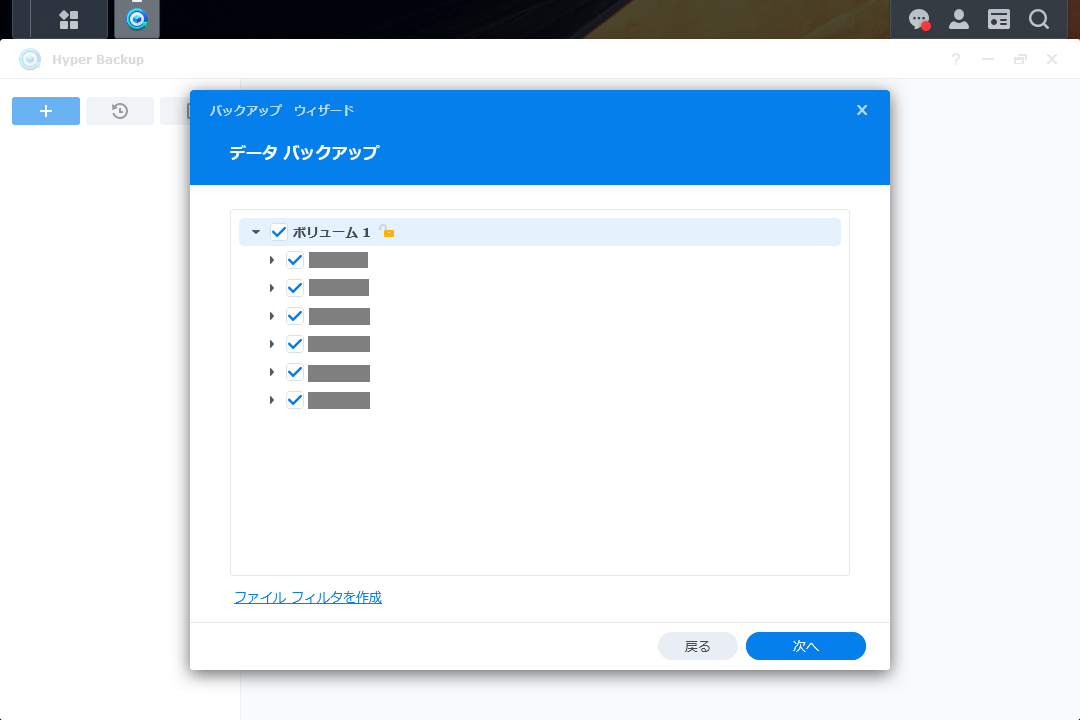 Hyper Backup
バックアップ ウィザード
データ バックアップ
ボリューム 1
ファイル フィルタを作成
戻る
次へ